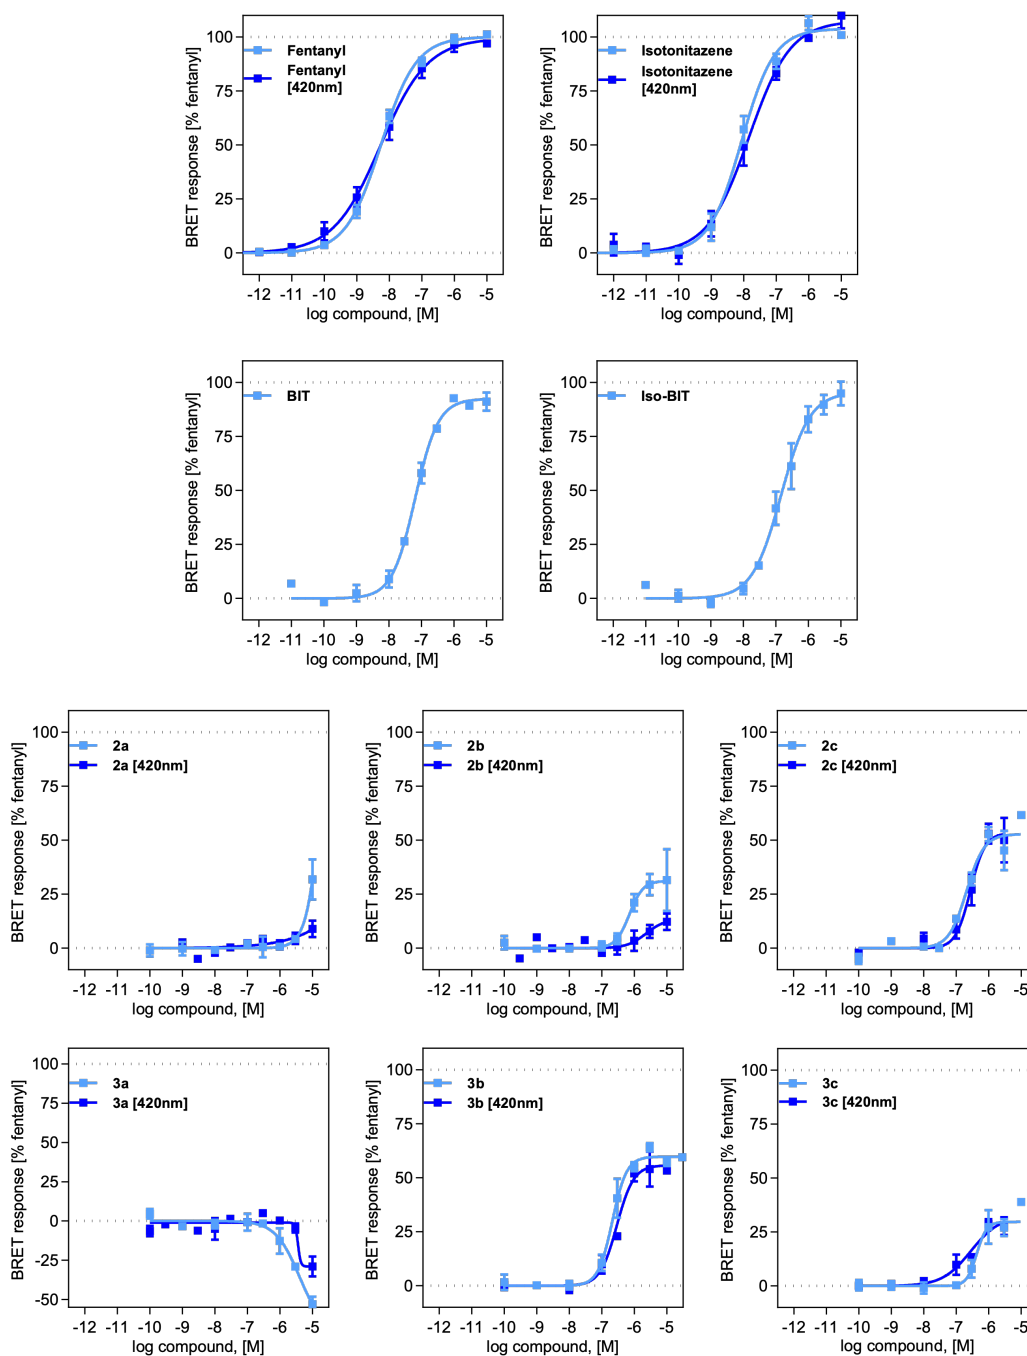 BRET response [% fentanyl]
100
75
50
25
0
Fentanyl
Fentanyl
[420nm]
-12 -11 -10 -9 -8 -7 -6 -5
log compound, [M]
BRET response [% fentanyl]
100
75
50
25
0
Isotonitazene
Isotonitazene
[420nm]
-12 -11 -10 -9 -8 -7 -6 -5
log compound, [M]
BRET response [% fentanyl]
100
75
50
25
0
BIT
-12 -11 -10 -9 -8 -7 -6 -5
log compound, [M]
BRET response [% fentanyl]
100
75
50
25
0
Iso-BIT
-12 -11 -10 -9 -8 -7 -6 -5
log compound, [M]
BRET response [% fentanyl]
100
75
50
25
0
2a
2a [420nm]
-12 -11 -10 -9 -8 -7 -6 -5
log compound, [M]
BRET response [% fentanyl]
100
75
50
25
0
2b
2b [420nm]
-12 -11 -10 -9 -8 -7 -6 -5
log compound, [M]
BRET response [% fentanyl]
100
75
50
25
0
2c
2c [420nm]
-12 -11 -10 -9 -8 -7 -6 -5
log compound, [M]
BRET response [% fentanyl]
100
75
50
25
0
-25
-50
3a
3a [420nm]
-12 -11 -10 -9 -8 -7 -6 -5
log compound, [M]
BRET response [% fentanyl]
100
75
50
25
0
3b
3b [420nm]
-12 -11 -10 -9 -8 -7 -6 -5
log compound, [M]
BRET response [% fentanyl]
100
75
50
25
0
3c
3c [420nm]
-12 -11 -10 -9 -8 -7 -6 -5
log compound, [M]